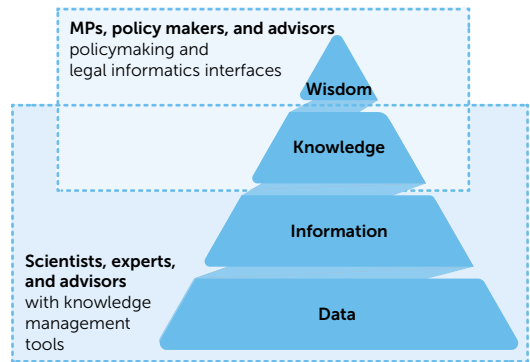 MPs, policy makers, and advisors
policymaking and
legal informatics interfaces
Wisdom
Knowledge
Information
Scientists, experts,
and advisors
with knowledge
management
tools
Data